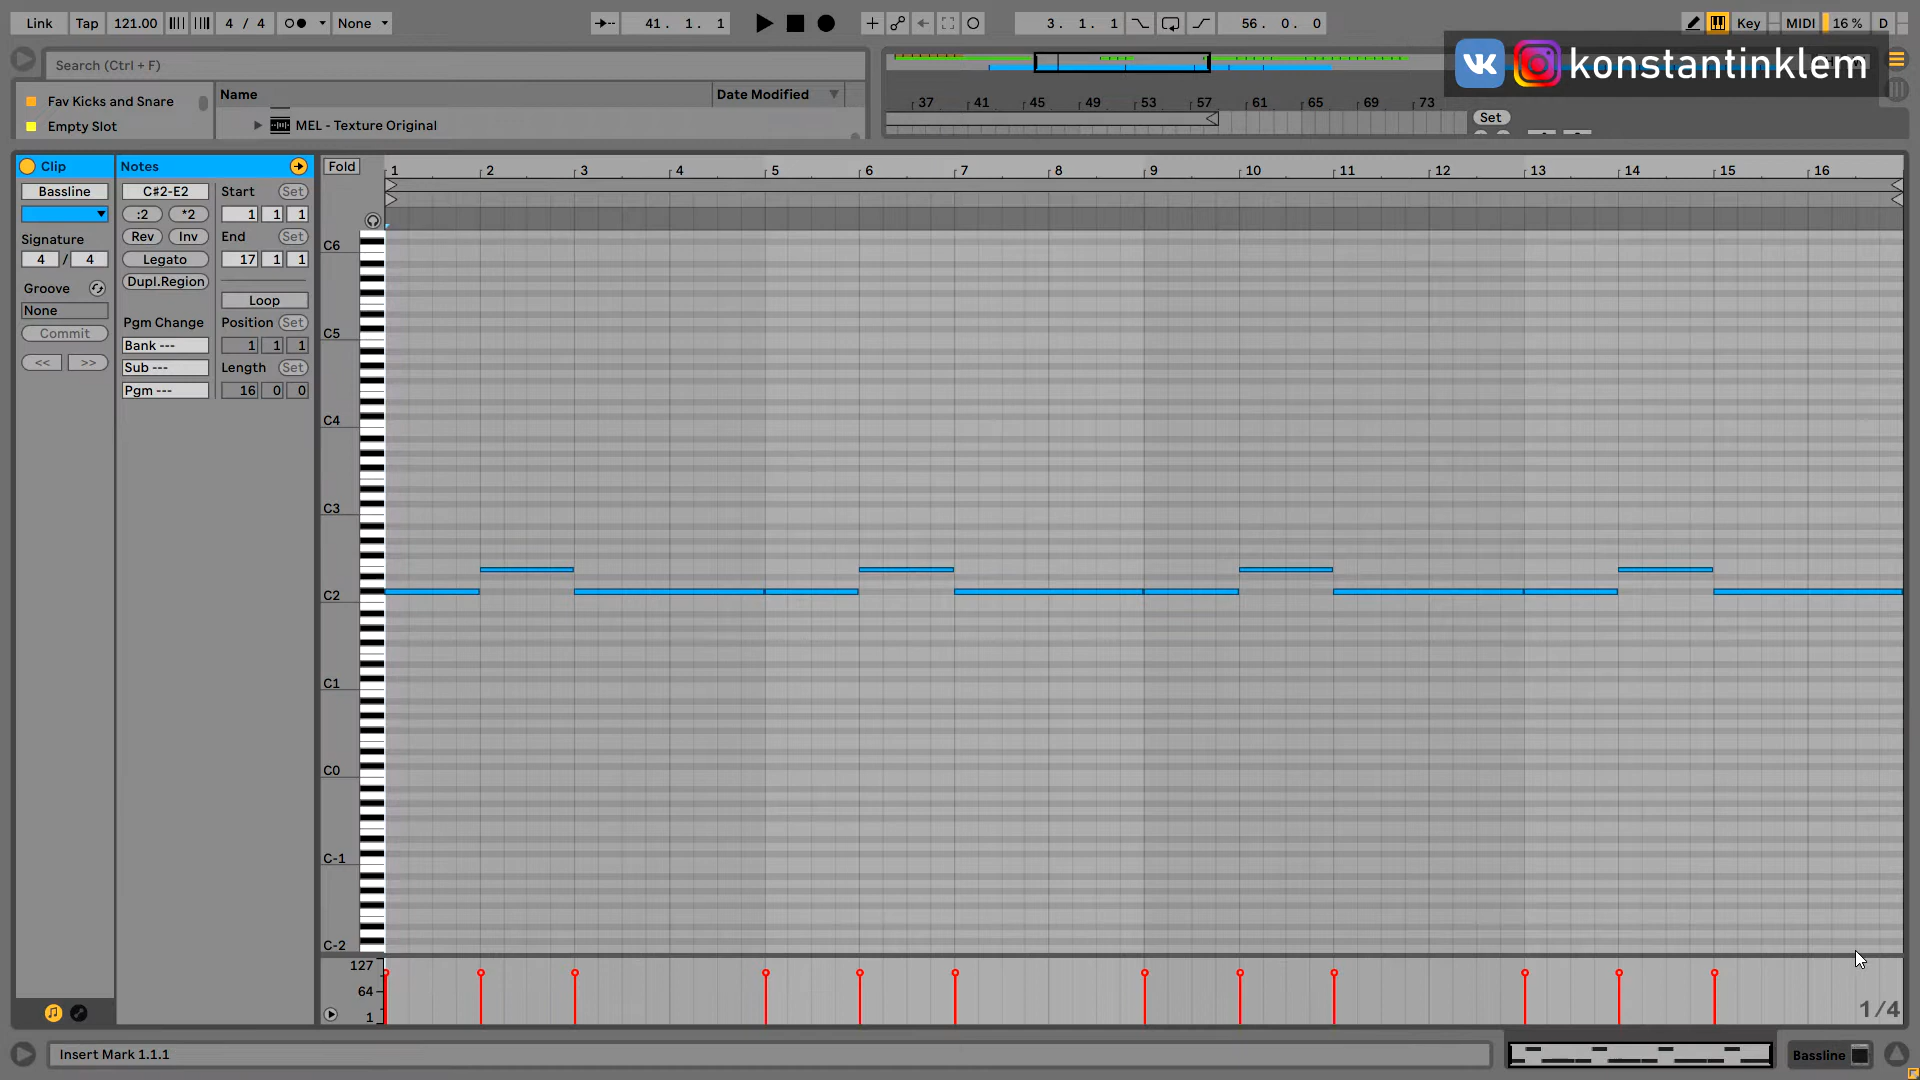 Link Tap 121.00 4 / 4 None 41. 1. 1 3. 1. 1 56. 0. 0 Key MIDI 16 % D
Search (Ctrl + F)
konstantinklem
Fav Kicks and Snare
Empty Slot
Name Date Modified
MEL - Texture Original
37 41 45 49 53 57 61 65 69 73
Set
Clip
Bassline
Signature
4 / 4
Groove
None
Commit
<< >>
Notes
C#2-E2
:2 *2
Rev Inv
Legato
Dupl.Region
Pgm Change
Bank ---
Sub ---
Pgm ---
Start Set
1 1 1
End Set
17 1 1
Loop
Position Set
1 1 1
Length Set
16 0 0
Fold
1 2 3 4 5 6 7 8 9 10 11 12 13 14 15 16
C6
C5
C4
C3
C2
C1
C0
C-1
C-2
127
64
1
1/4
Insert Mark 1.1.1
Bassline